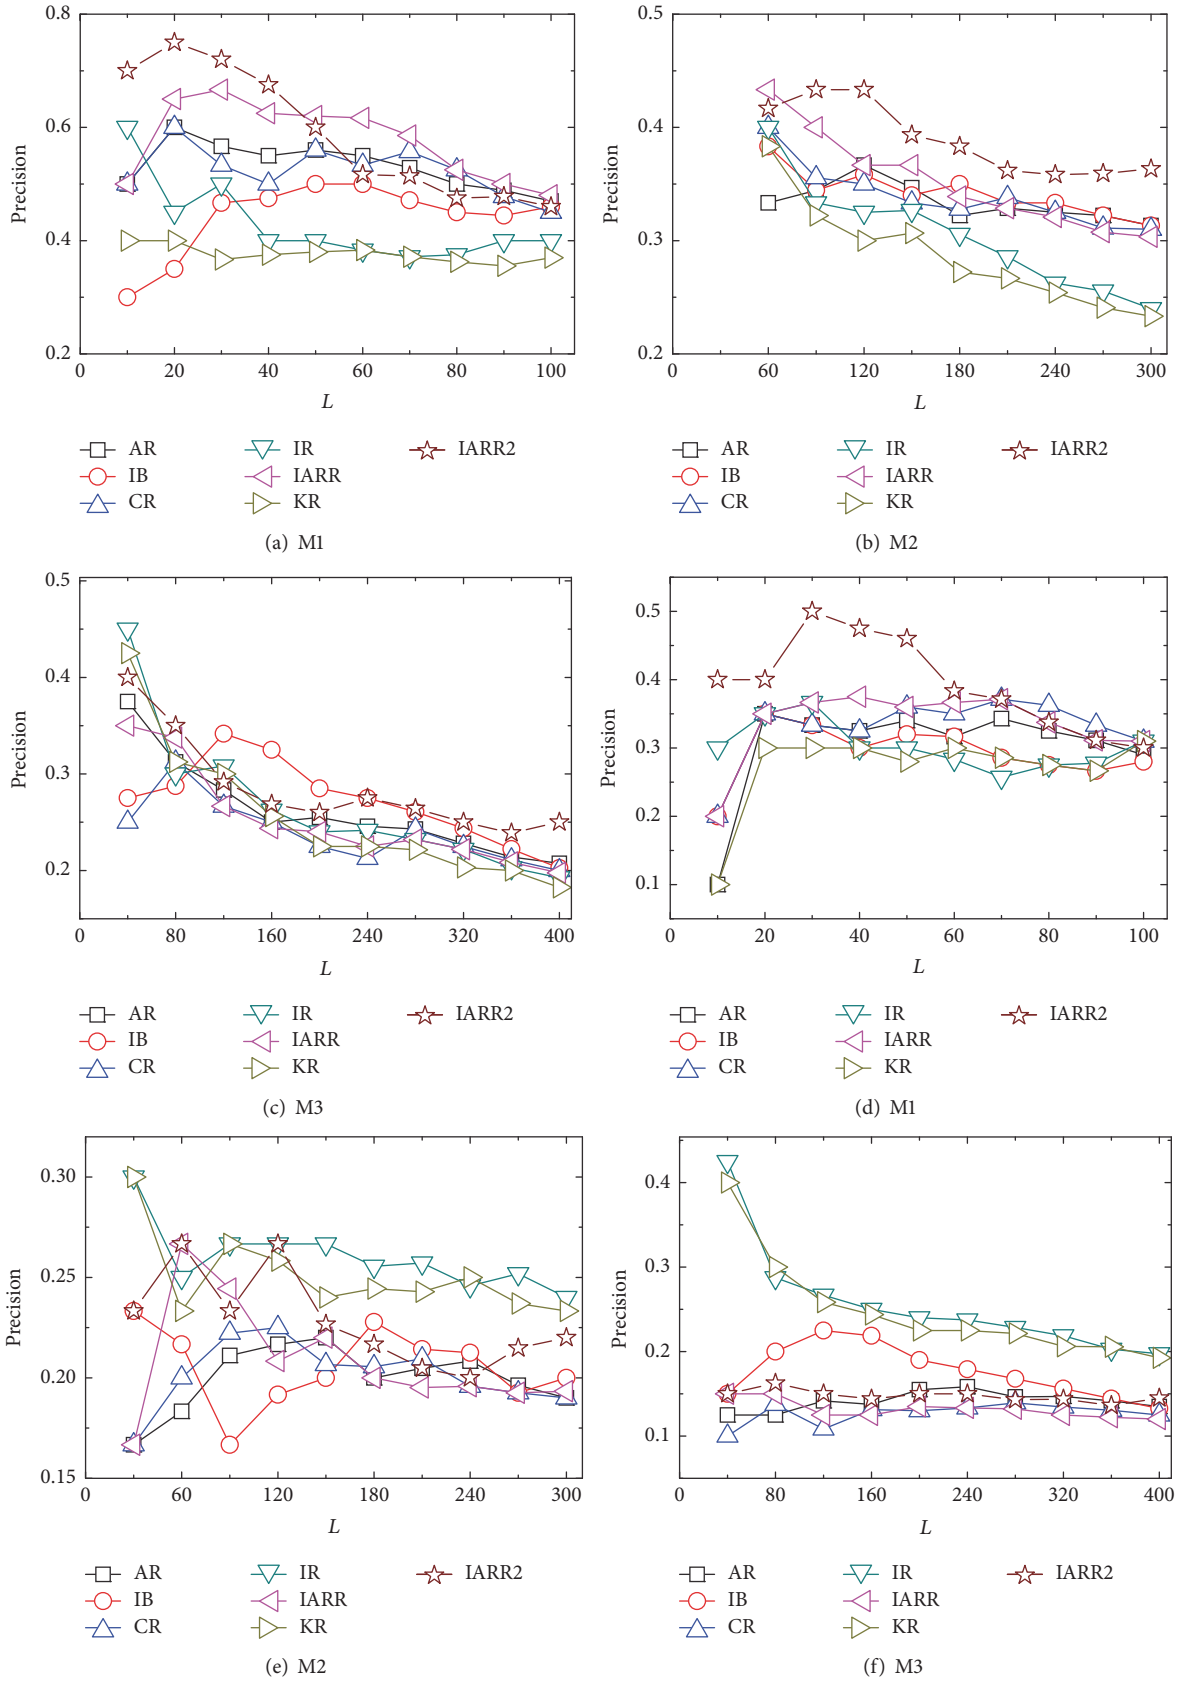 0.8
0.6
0.4
0.2
Precision
0 20 40 60 80 100
L
AR IR IARR2
IB IARR
CR KR
(a) M1
0.5
0.4
0.3
0.2
Precision
0 60 120 180 240 300
L
AR IR IARR2
IB IARR
CR KR
(b) M2
0.5
0.4
0.3
0.2
Precision
0 80 160 240 320 400
L
AR IR IARR2
IB IARR
CR KR
(c) M3
0.5
0.4
0.3
0.2
0.1
Precision
0 20 40 60 80 100
L
AR IR IARR2
IB IARR
CR KR
(d) M1
0.30
0.25
0.20
0.15
Precision
0 60 120 180 240 300
L
AR IR IARR2
IB IARR
CR KR
(e) M2
0.4
0.3
0.2
0.1
Precision
0 80 160 240 320 400
L
AR IR IARR2
IB IARR
CR KR
(f) M3